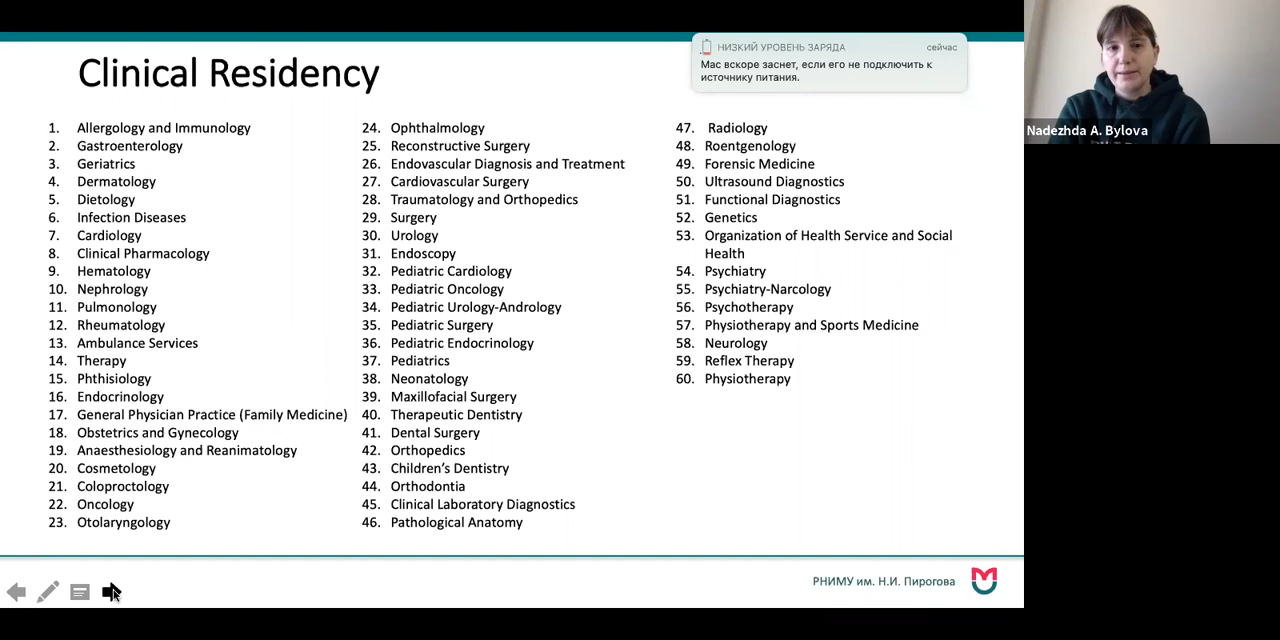 Clinical Residency
НИЗКИЙ УРОВЕНЬ ЗАРЯДА
сейчас
Mac вскоре заснет, если его не подключить к
источнику питания.
Nadezhda A. Bylova
1. Allergology and Immunology
2. Gastroenterology
3. Geriatrics
4. Dermatology
5. Dietology
6. Infection Diseases
7. Cardiology
8. Clinical Pharmacology
9. Hematology
10. Nephrology
11. Pulmonology
12. Rheumatology
13. Ambulance Services
14. Therapy
15. Phthisiology
16. Endocrinology
17. General Physician Practice (Family Medicine)
18. Obstetrics and Gynecology
19. Anaesthesiology and Reanimatology
20. Cosmetology
21. Coloproctology
22. Oncology
23. Otolaryngology
24. Ophthalmology
25. Reconstructive Surgery
26. Endovascular Diagnosis and Treatment
27. Cardiovascular Surgery
28. Traumatology and Orthopedics
29. Surgery
30. Urology
31. Endoscopy
32. Pediatric Cardiology
33. Pediatric Oncology
34. Pediatric Urology-Andrology
35. Pediatric Surgery
36. Pediatric Endocrinology
37. Pediatrics
38. Neonatology
39. Maxillofacial Surgery
40. Therapeutic Dentistry
41. Dental Surgery
42. Orthopedics
43. Children’s Dentistry
44. Orthodontia
45. Clinical Laboratory Diagnostics
46. Pathological Anatomy
47. Radiology
48. Roentgenology
49. Forensic Medicine
50. Ultrasound Diagnostics
51. Functional Diagnostics
52. Genetics
53. Organization of Health Service and Social
Health
54. Psychiatry
55. Psychiatry-Narcology
56. Psychotherapy
57. Physiotherapy and Sports Medicine
58. Neurology
59. Reflex Therapy
60. Physiotherapy
РНИМУ им. Н.И. Пирогова